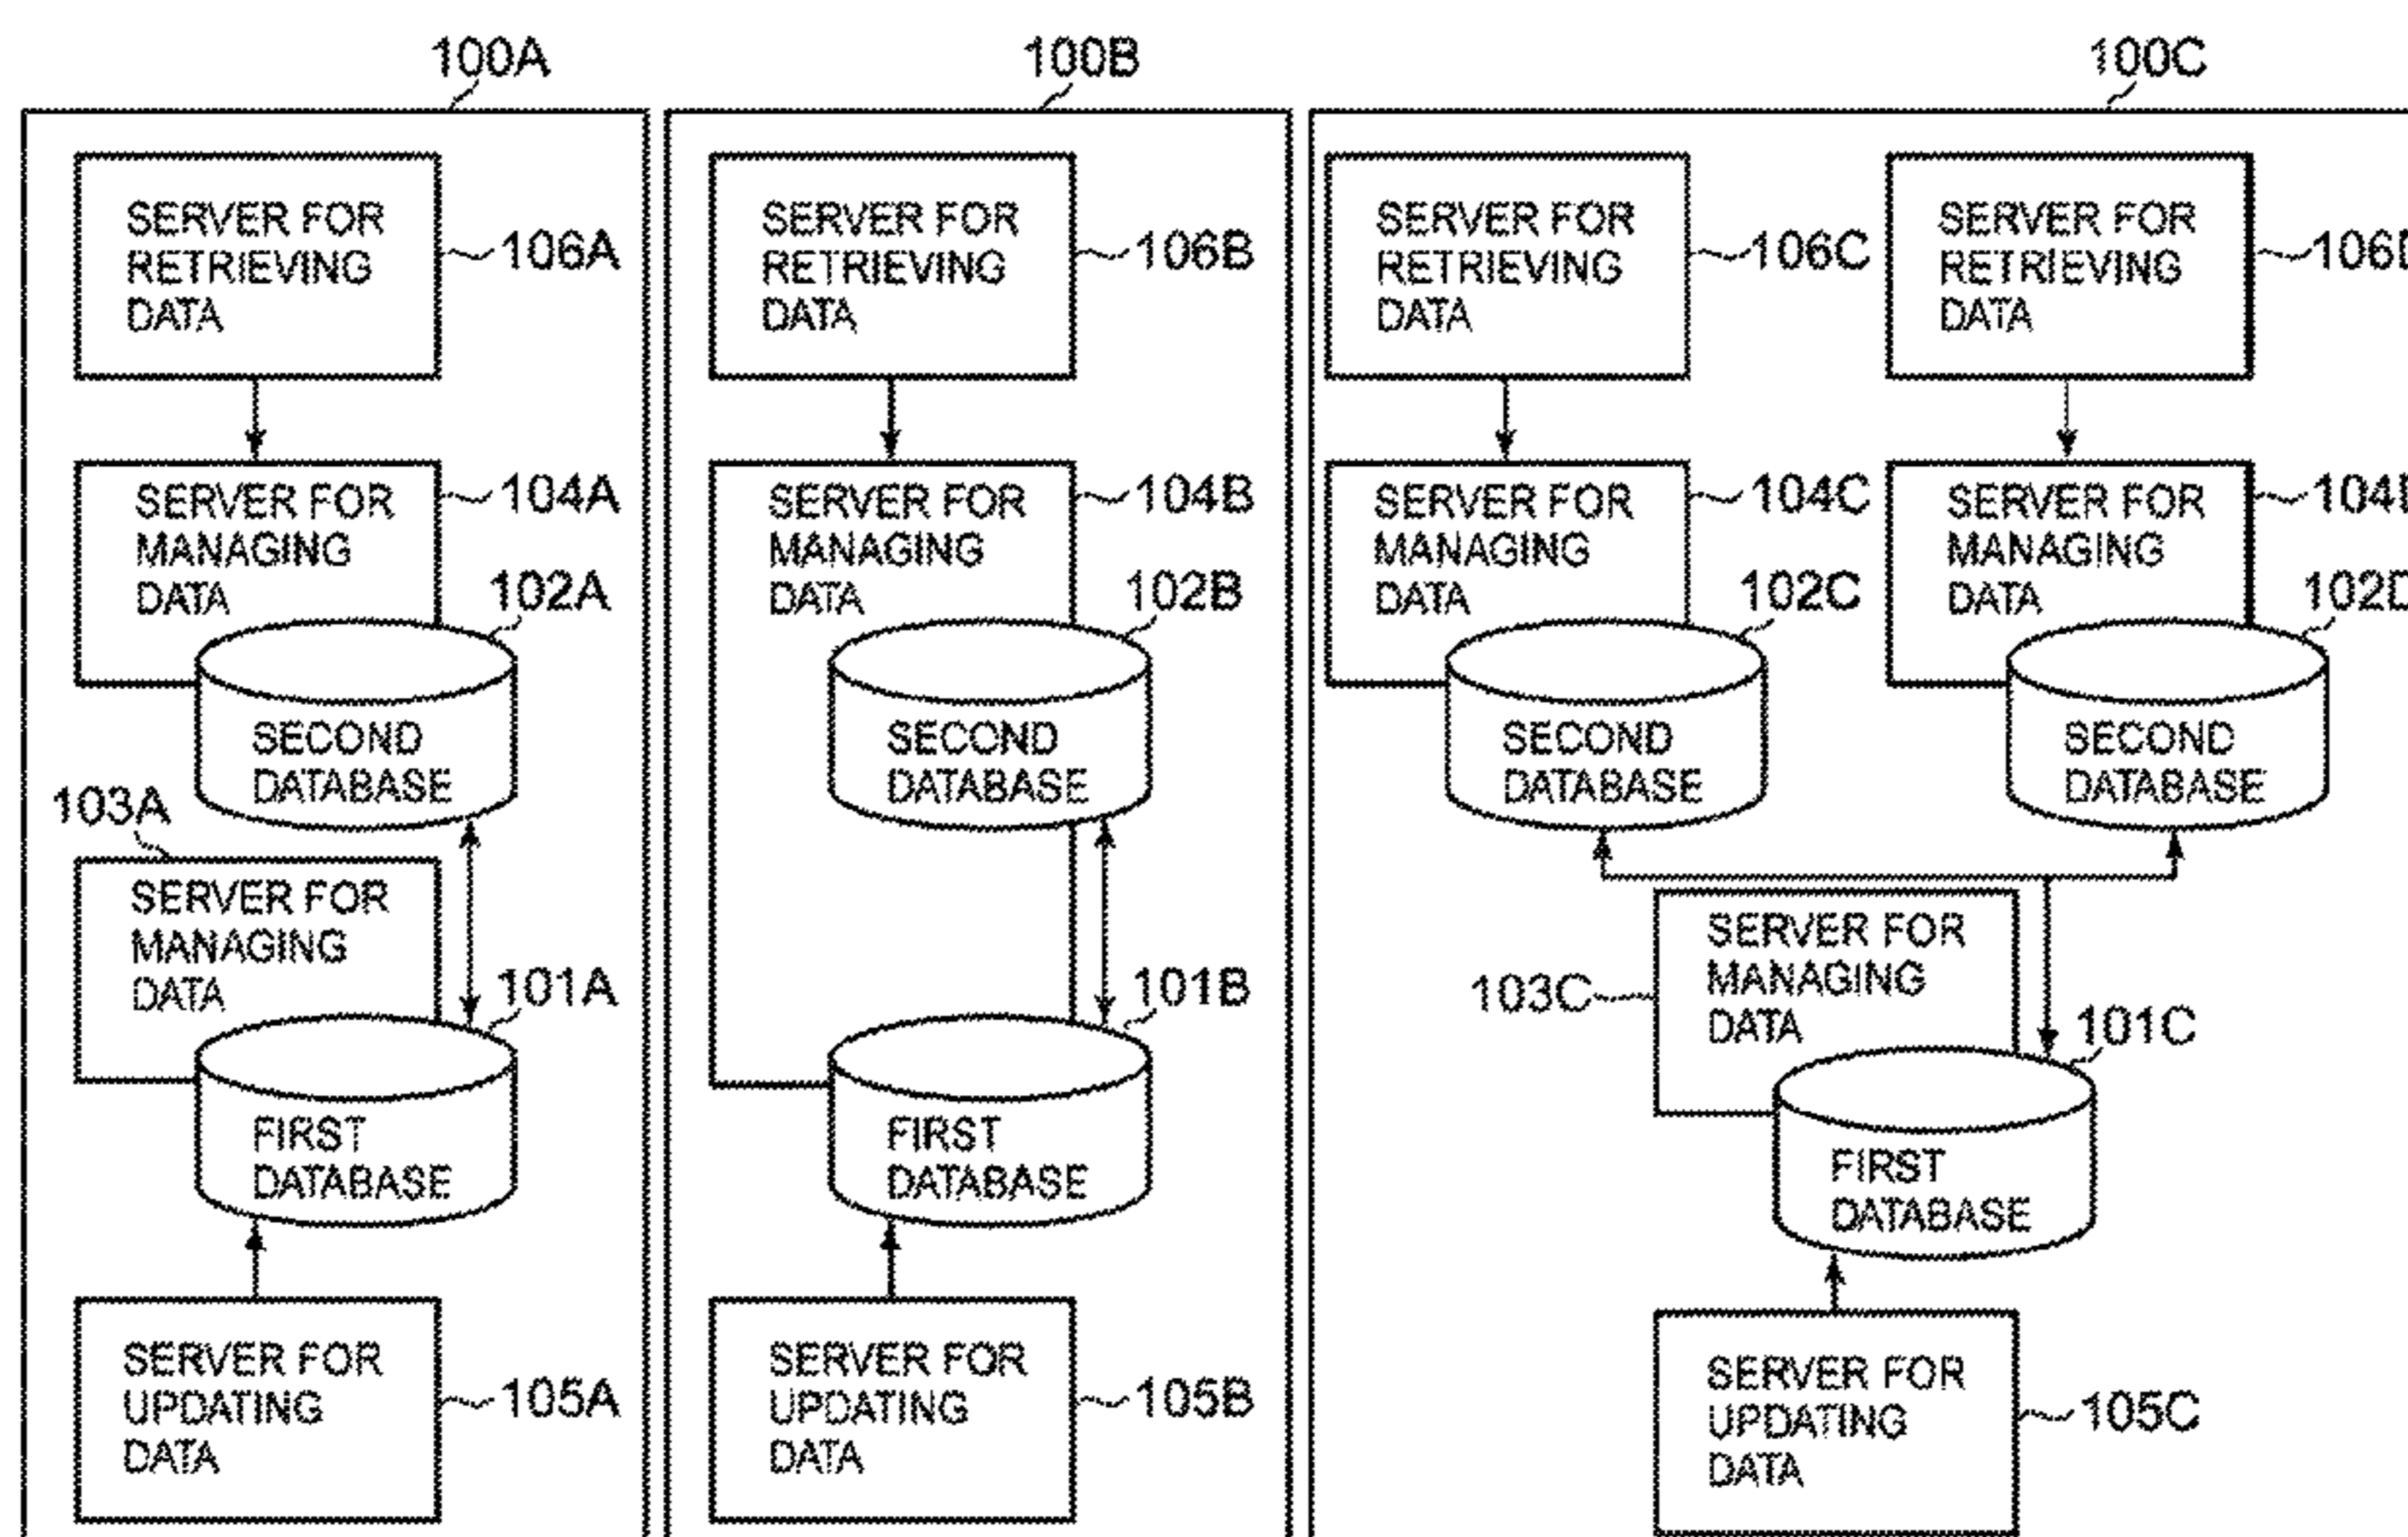 100A
100B
100C
SERVER FOR
RETRIEVING
DATA
106A
SERVER FOR
RETRIEVING
DATA
106B
SERVER FOR
RETRIEVING
DATA
106C
SERVER FOR
RETRIEVING
DATA
106D
SERVER FOR
MANAGING
DATA
104A
SERVER FOR
MANAGING
DATA
104B
SERVER FOR
MANAGING
DATA
104C
SERVER FOR
MANAGING
DATA
104D
102A
102B
102C
102D
SECOND
DATABASE
SECOND
DATABASE
SECOND
DATABASE
SECOND
DATABASE
103A
SERVER FOR
MANAGING
DATA
101A
101B
103C
SERVER FOR
MANAGING
DATA
101C
FIRST
DATABASE
FIRST
DATABASE
FIRST
DATABASE
SERVER FOR
UPDATING
DATA
105A
SERVER FOR
UPDATING
DATA
105B
SERVER FOR
UPDATING
DATA
105C